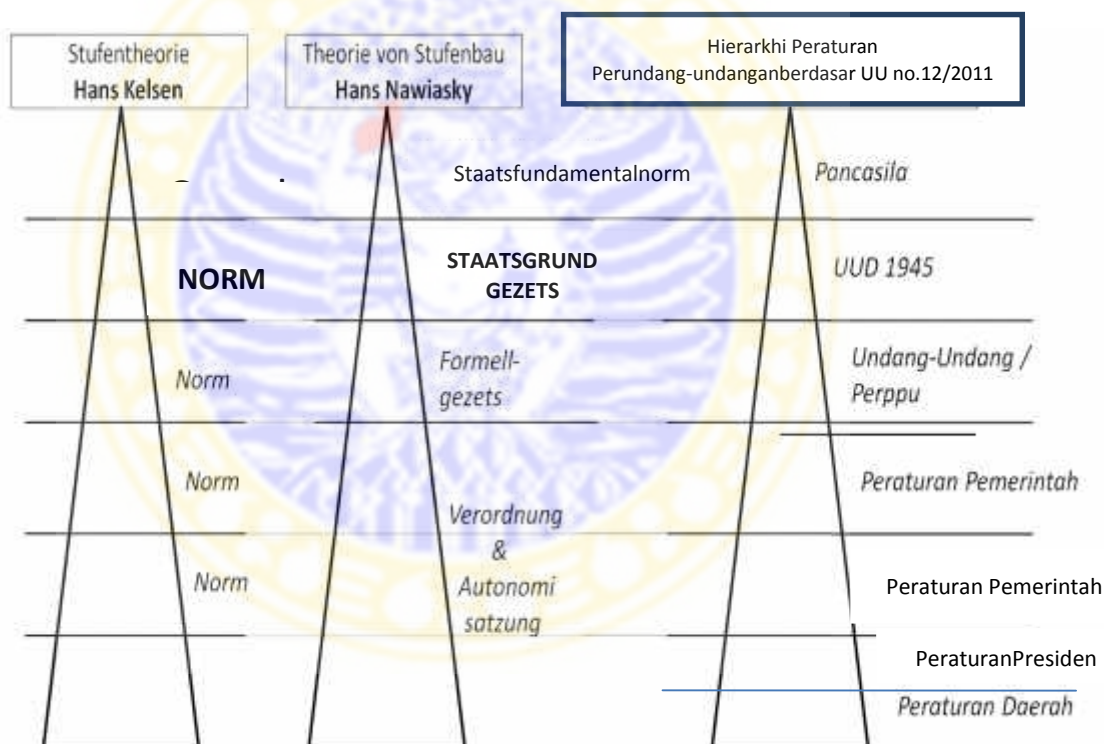 Stufentheorie
Hans Kelsen
Theorie von Stufenbau
Hans Nawiasky
Hierarkhi Peraturan
Perundang-undanganberdasar UU no.12/2011
Staatsfundamentalnorm
Pancasila
NORM
STAATSGRUND
GEZETS
UUD 1945
Norm
Formell-
gezets
Undang-Undang /
Perppu
Norm
Verordnung
&
Autonomi
satzung
Peraturan Pemerintah
Norm
Peraturan Pemerintah
PeraturanPresiden
Peraturan Daerah